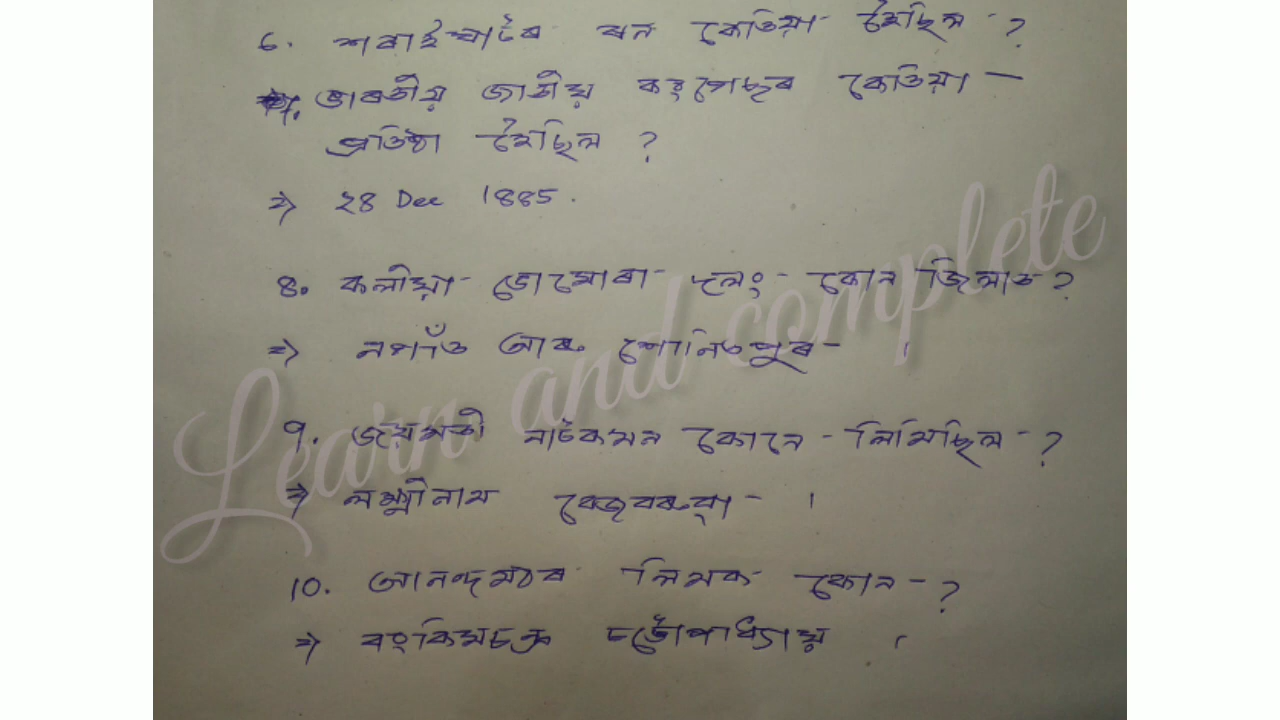 6. শৰাইঘাটৰ ৰন কেতিয়া হৈছিল ?
7. ভাৰতীয় জাতীয় কংগ্ৰেছৰ কেতিয়া
প্ৰতিষ্ঠা হৈছিল ?
⇒ 28 Dec 1885.
8. কলীয়া ভোমোৰা দলং কোন জিলাত ?
⇒ নগাঁও আৰু শোনিতপুৰ ।
9. জয়মতী নাটকখন কোনে লিখিছিল ?
⇒ লক্ষ্মীনাথ বেজবৰুৱা ।
10. আনন্দমঠৰ লিখক কোন ?
⇒ বংকিমচন্দ্ৰ চট্টোপাধ্যায় ।
Learn and complete